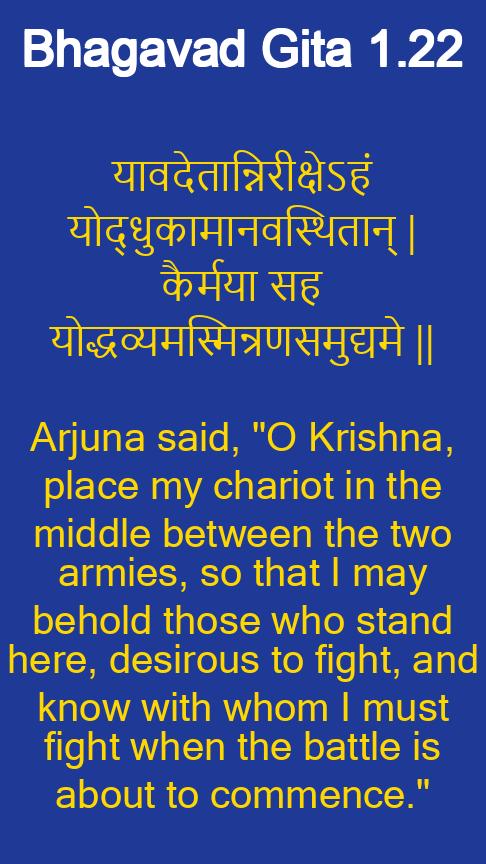 Bhagavad Gita 1.22
यावदेतान्निरीक्षेऽहं
योद्‌धुकामानवस्थितान् |
कैर्मया सह
योद्धव्यमस्मिन्रणसमुद्यमे ||
Arjuna said, "O Krishna,
place my chariot in the
middle between the two
armies, so that I may
behold those who stand
here, desirous to fight, and
know with whom I must
fight when the battle is
about to commence."